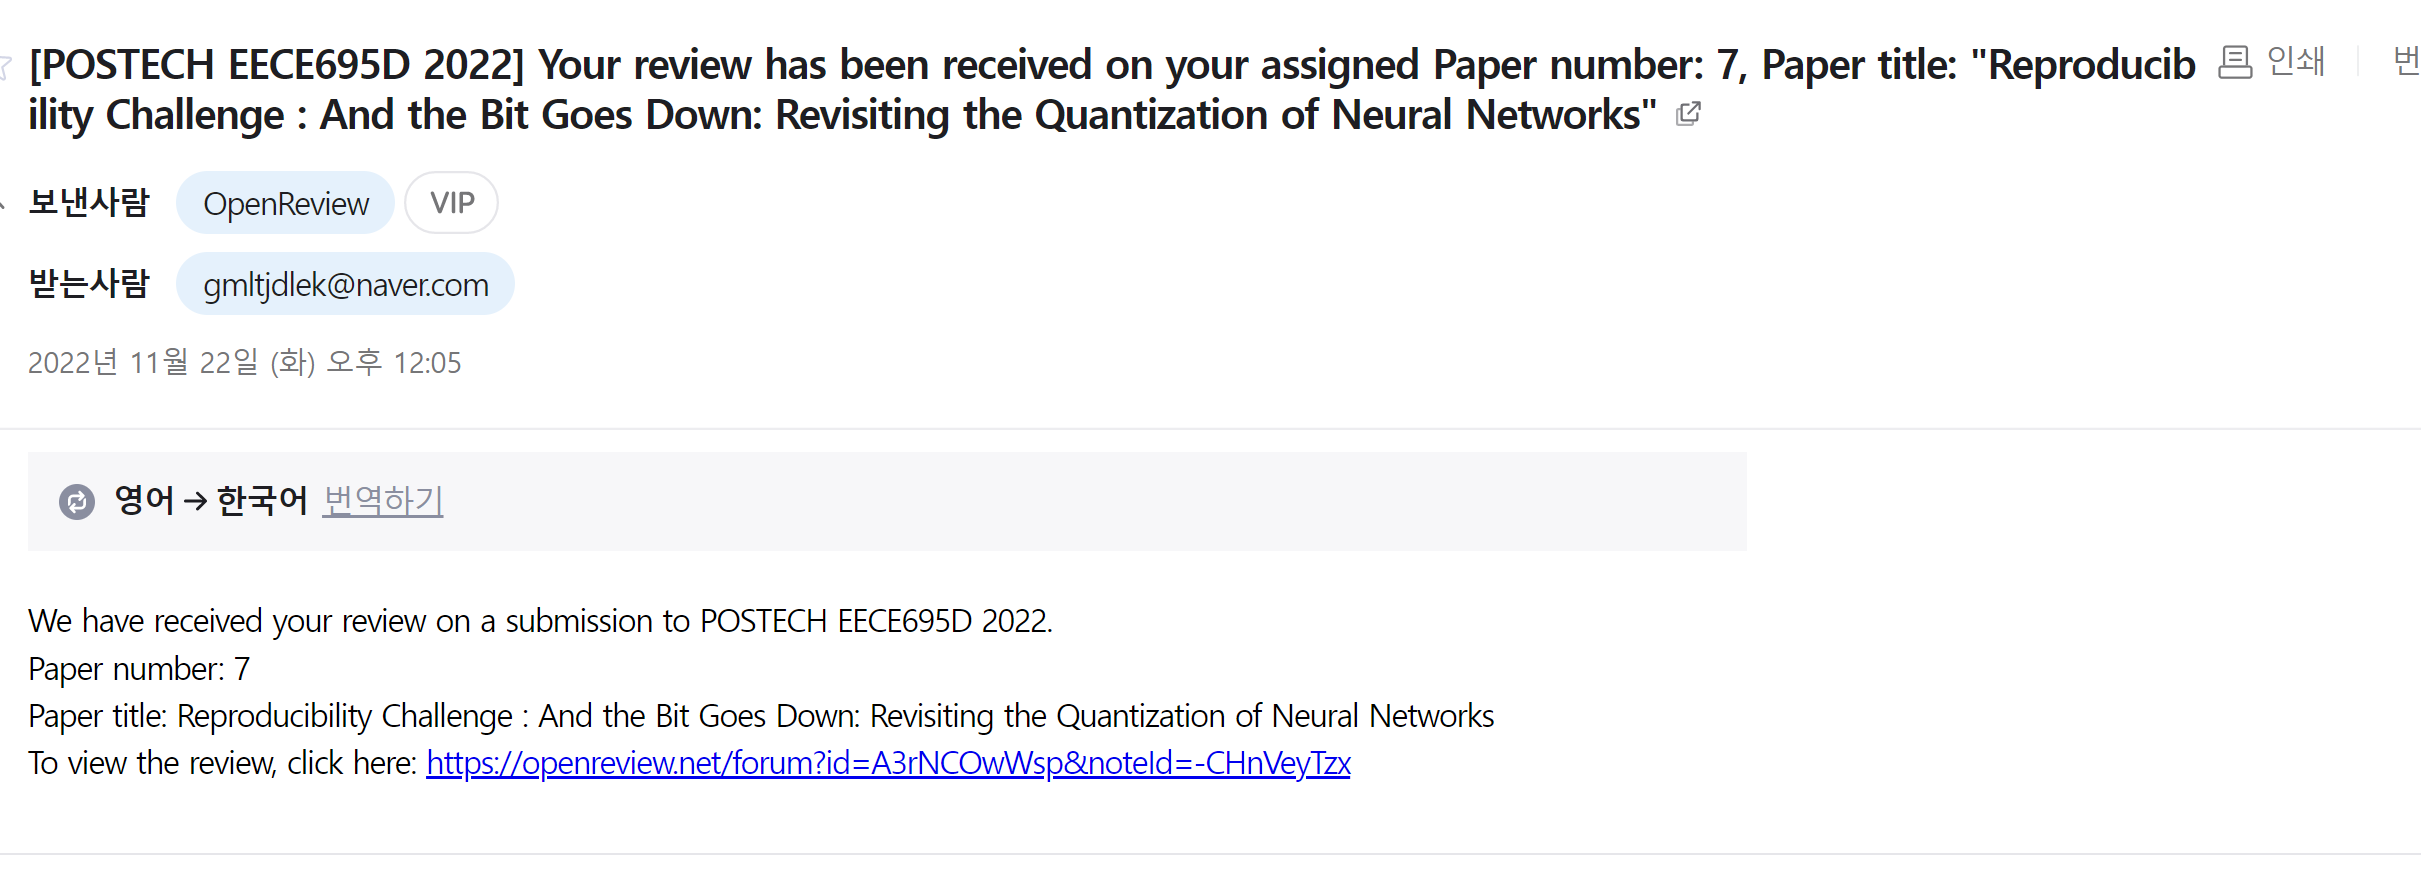 [POSTECH EECE695D 2022] Your review has been received on your assigned Paper number: 7, Paper title: "Reproducib
인쇄
ility Challenge : And the Bit Goes Down: Revisiting the Quantization of Neural Networks"
보낸사람 OpenReview VIP
받는사람 gmltjdlek@naver.com
2022년 11월 22일 (화) 오후 12:05
영어 → 한국어 번역하기
We have received your review on a submission to POSTECH EECE695D 2022.
Paper number: 7
Paper title: Reproducibility Challenge : And the Bit Goes Down: Revisiting the Quantization of Neural Networks
To view the review, click here: https://openreview.net/forum?id=A3rNCOwWsp&noteId=-CHnVeyTzx